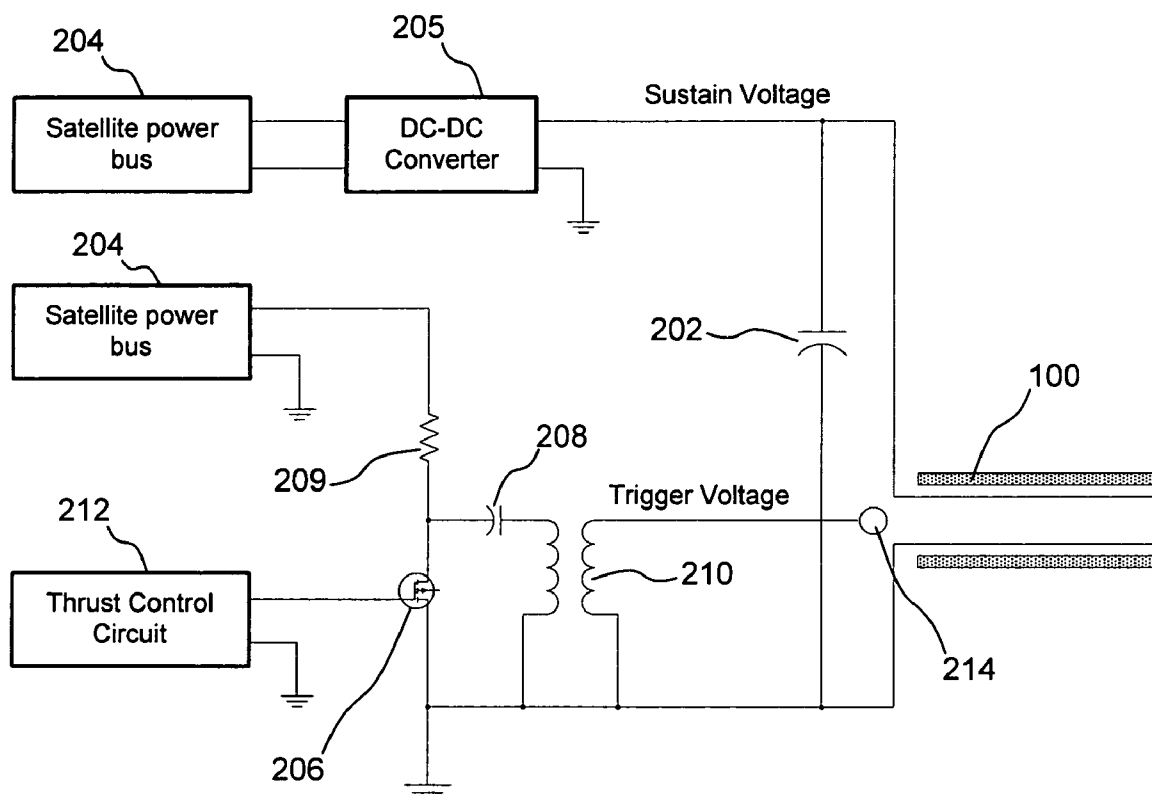 204
205
Satellite power
bus
DC-DC
Converter
Sustain Voltage
204
Satellite power
bus
202
100
208
209
Trigger Voltage
212
210
Thrust Control
Circuit
214
206